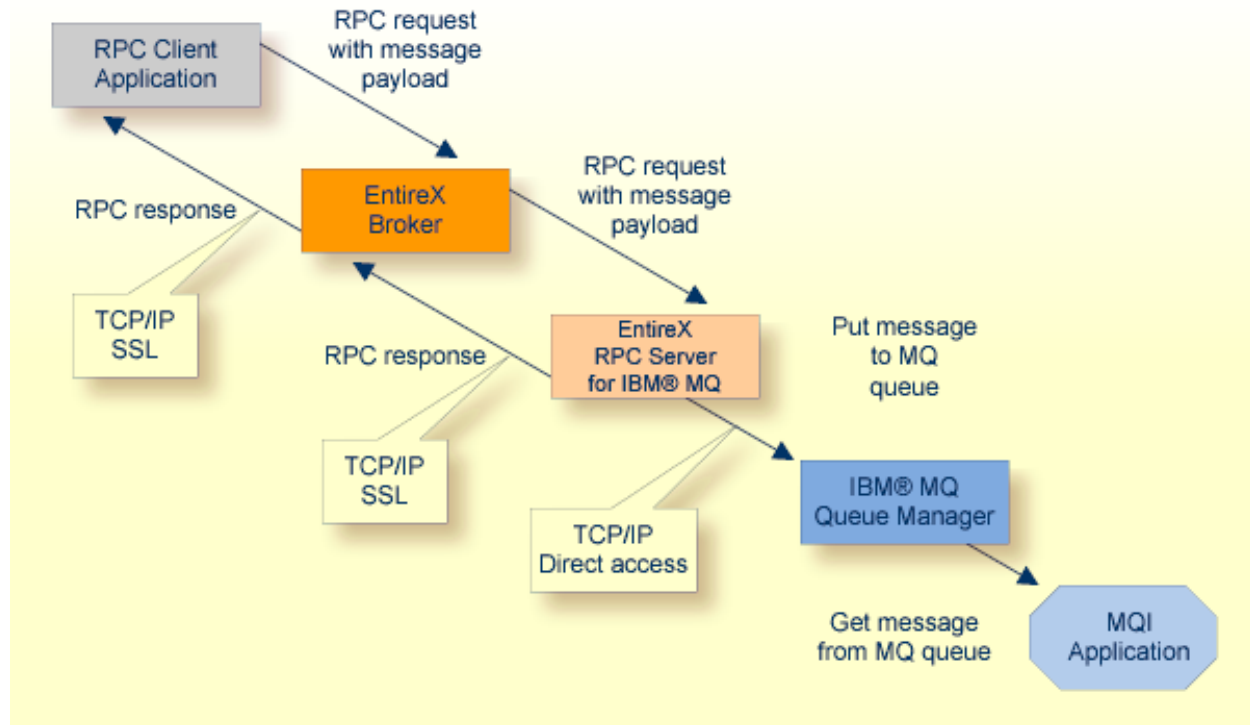 RPC Client
Application
RPC request
with message
payload
RPC request
with message
payload
EntireX
Broker
RPC response
TCP/IP
SSL
EntireX
RPC Server
for IBM® MQ
RPC response
Put message
to MQ
queue
TCP/IP
SSL
TCP/IP
Direct access
IBM® MQ
Queue Manager
Get message
from MQ queue
MQI
Application